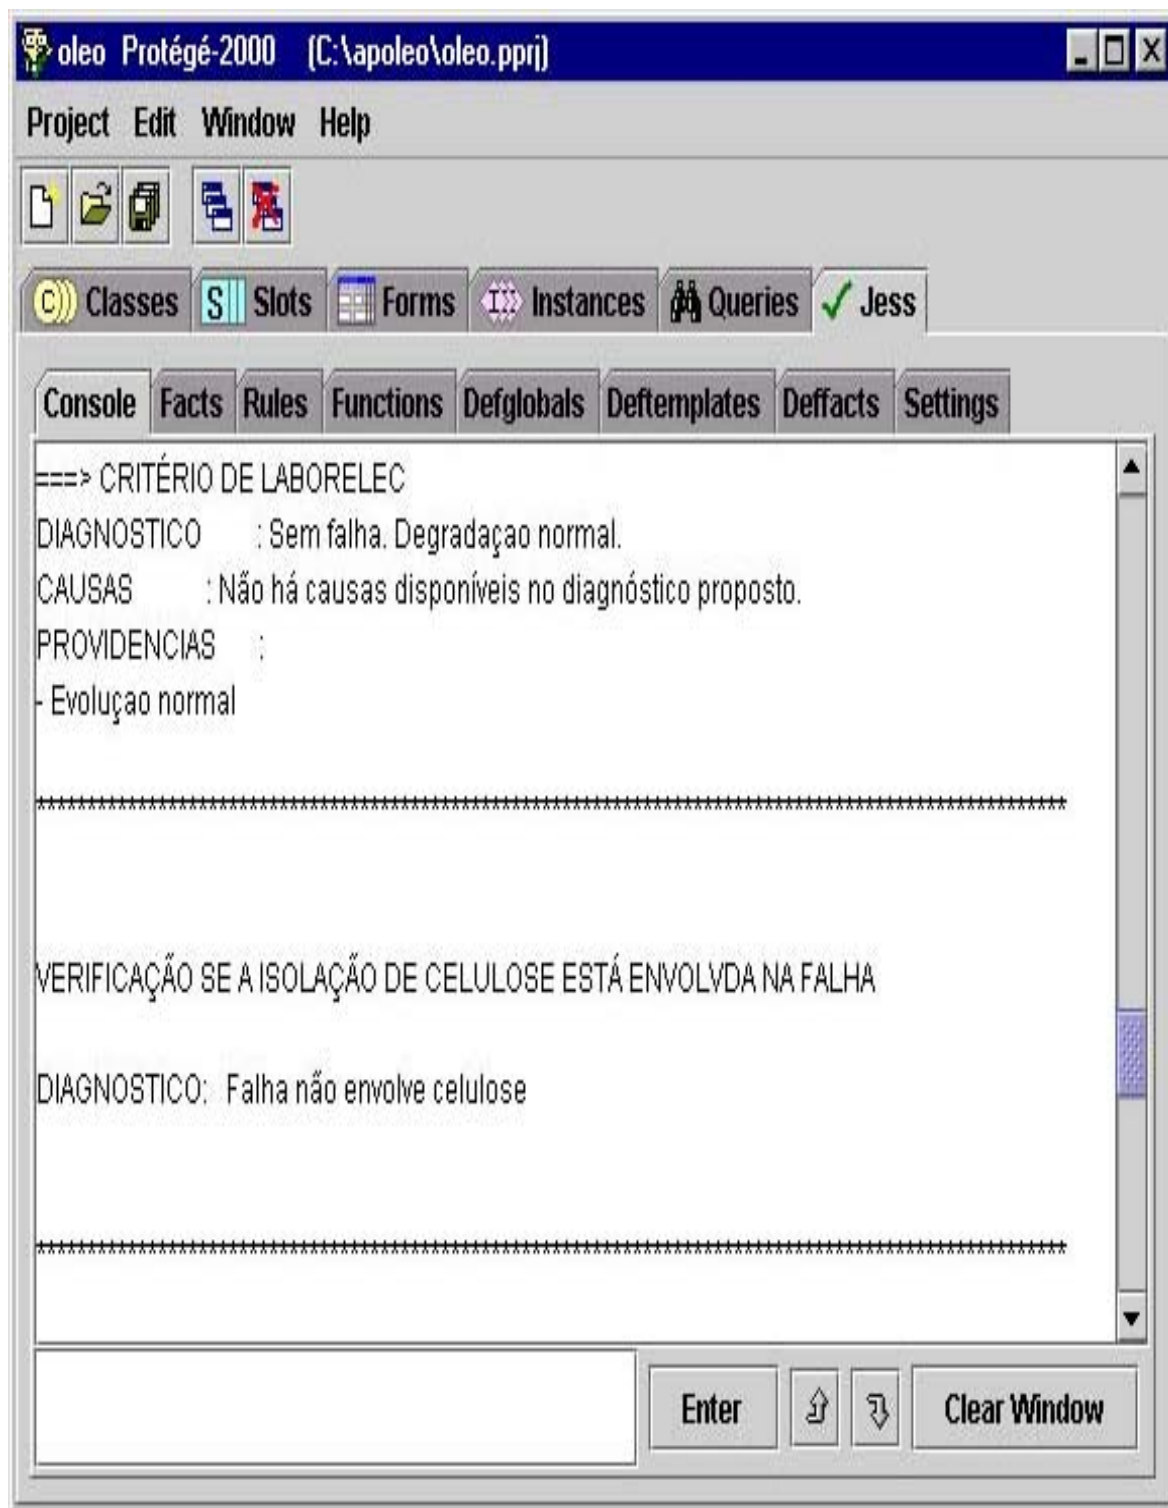 oleo Protégé-2000 (C:\apoleo\oleo.pprj)
Project Edit Window Help
Classes Slots Forms Instances Queries Jess
Console Facts Rules Functions Defglobals Deftemplates Deffacts Settings
===> CRITÉRIO DE LABORELEC
DIAGNOSTICO : Sem falha. Degradaçao normal.
CAUSAS : Não há causas disponíveis no diagnóstico proposto.
PROVIDENCIAS :
- Evoluçao normal
*****************************************************************************************
VERIFICAÇÃO SE A ISOLAÇÃO DE CELULOSE ESTÁ ENVOLVDA NA FALHA
DIAGNOSTICO: Falha não envolve celulose
*****************************************************************************************
Enter Clear Window